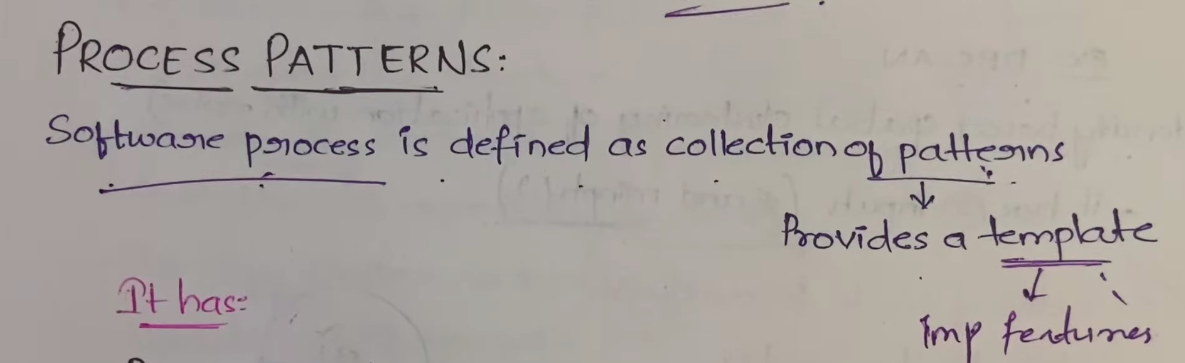 PROCESS PATTERNS:
Software process is defined as collection of patterns
↓
Provides a template
↓
It has:
Imp features